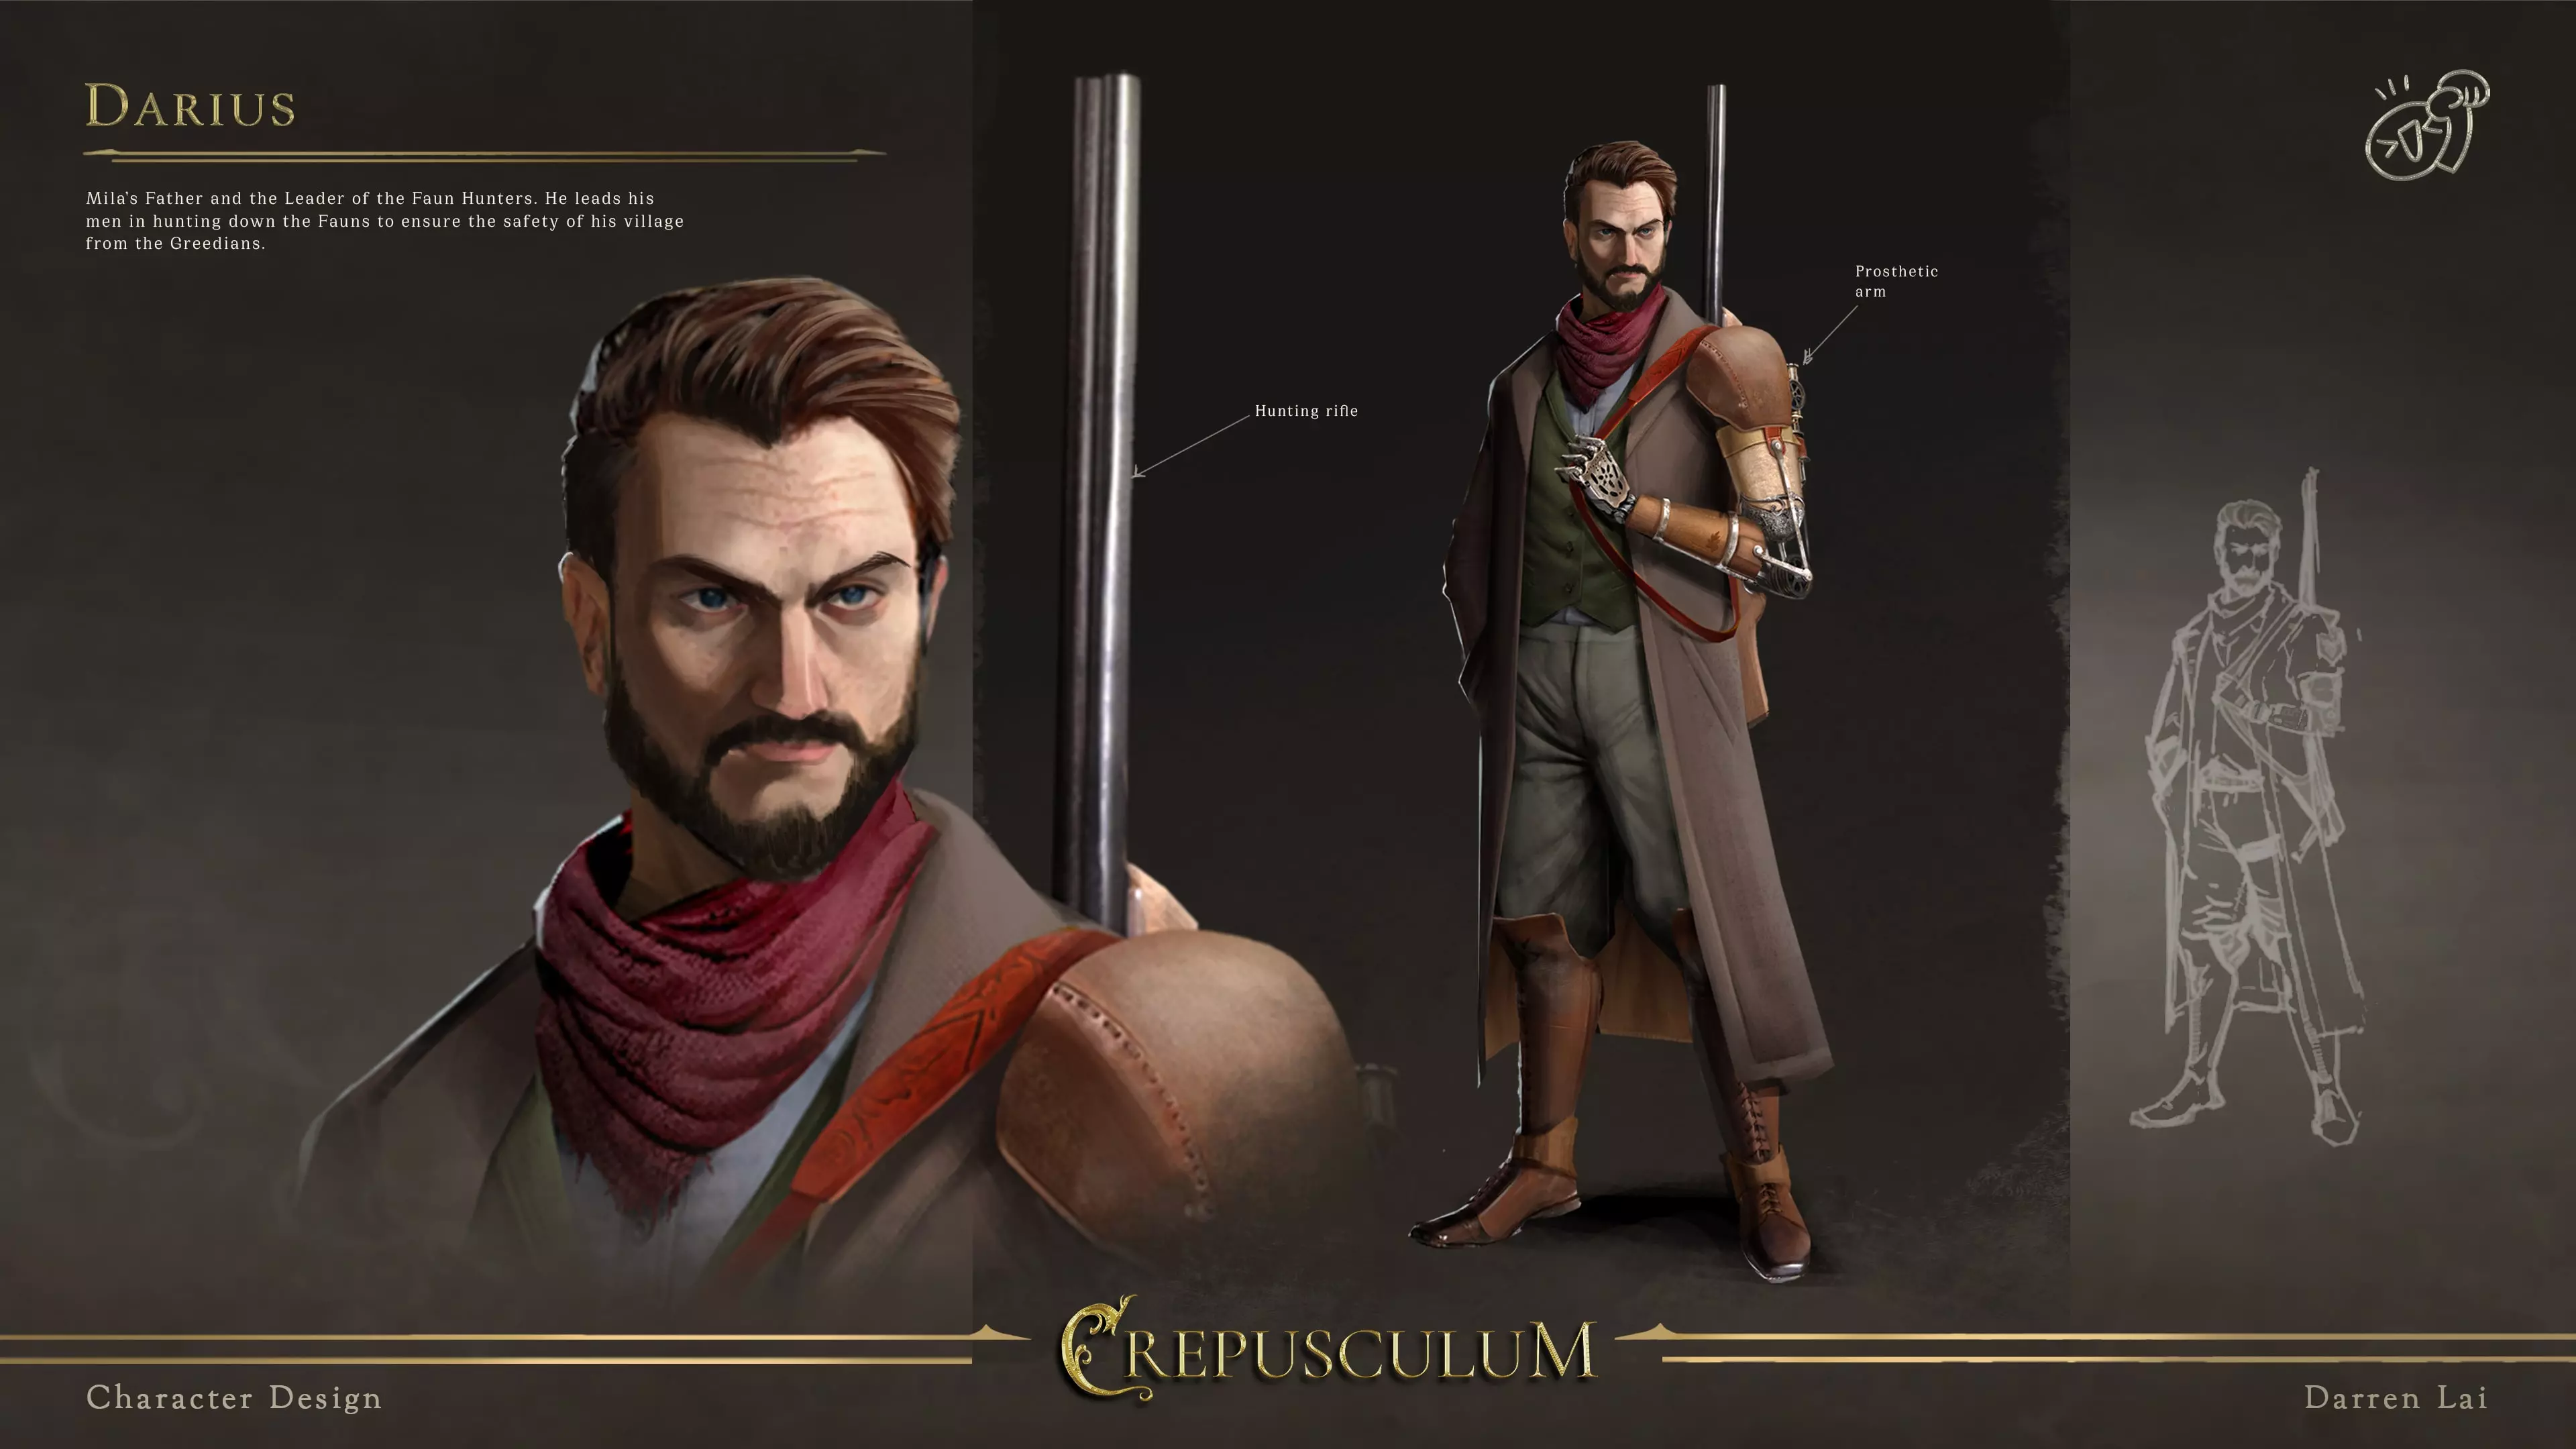 Darius
Mila's Father and the Leader of the Faun Hunters. He leads his
men in hunting down the Fauns to ensure the safety of his village
from the Greedians.
Hunting rifle
Prosthetic
arm
Crepusculum
Character Design
Darren Lai